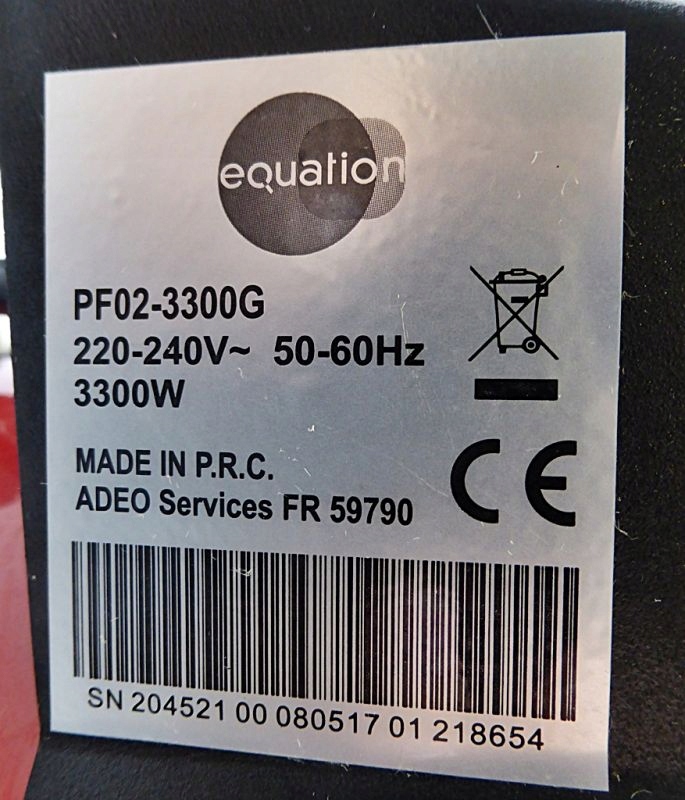 equation
PF02-3300G
220-240V~ 50-60Hz
3300W
MADE IN P.R.C.
ADEO Services FR 59790
CE
SN 204521 00 080517 01 218654